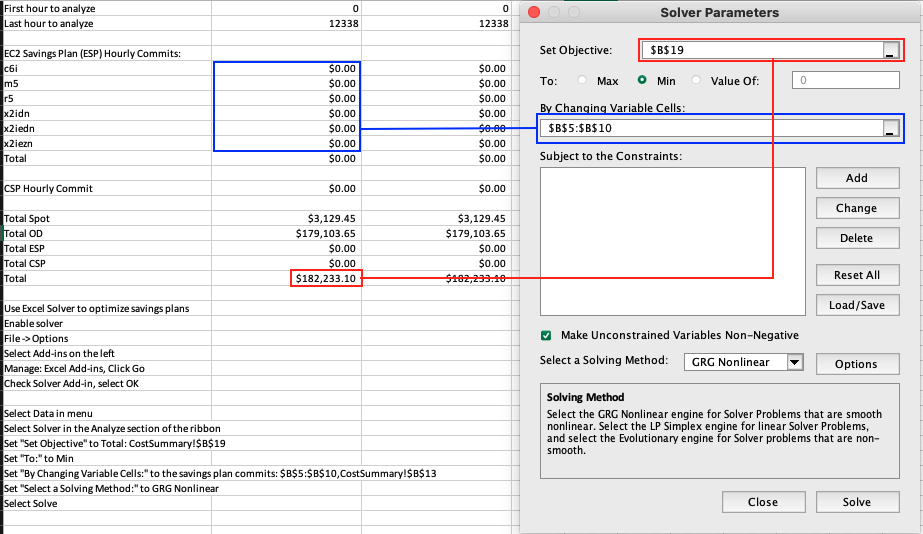 First hour to analyze 0 0
Last hour to analyze 12338 12338
EC2 Savings Plan (ESP) Hourly Commits:
c6i $0.00 $0.00
m5 $0.00 $0.00
r5 $0.00 $0.00
x2idn $0.00 $0.00
x2iedn $0.00 $0.00
x2iezn $0.00 $0.00
Total $0.00 $0.00
CSP Hourly Commit $0.00 $0.00
Total Spot $3,129.45 $3,129.45
Total OD $179,103.65 $179,103.65
Total ESP $0.00 $0.00
Total CSP $0.00 $0.00
Total $182,233.10 $182,233.10
Use Excel Solver to optimize savings plans
Enable solver
File -> Options
Select Add-ins on the left
Manage: Excel Add-ins, Click Go
Check Solver Add-in, select OK
Select Data in menu
Select Solver in the Analyze section of the ribbon
Set "Set Objective" to Total: CostSummary!$B$19
Set "To:" to Min
Set "By Changing Variable Cells:" to the savings plan commits: $B$5:$B$10,CostSummary!$B$13
Set "Select a Solving Method:" to GRG Nonlinear
Select Solve
Solver Parameters
Set Objective: $B$19
To: Max Min Value Of: 0
By Changing Variable Cells:
$B$5:$B$10
Subject to the Constraints:
Add
Change
Delete
Reset All
Load/Save
Make Unconstrained Variables Non-Negative
Select a Solving Method: GRG Nonlinear Options
Solving Method
Select the GRG Nonlinear engine for Solver Problems that are smooth
nonlinear. Select the LP Simplex engine for linear Solver Problems,
and select the Evolutionary engine for Solver problems that are non-
smooth.
Close Solve